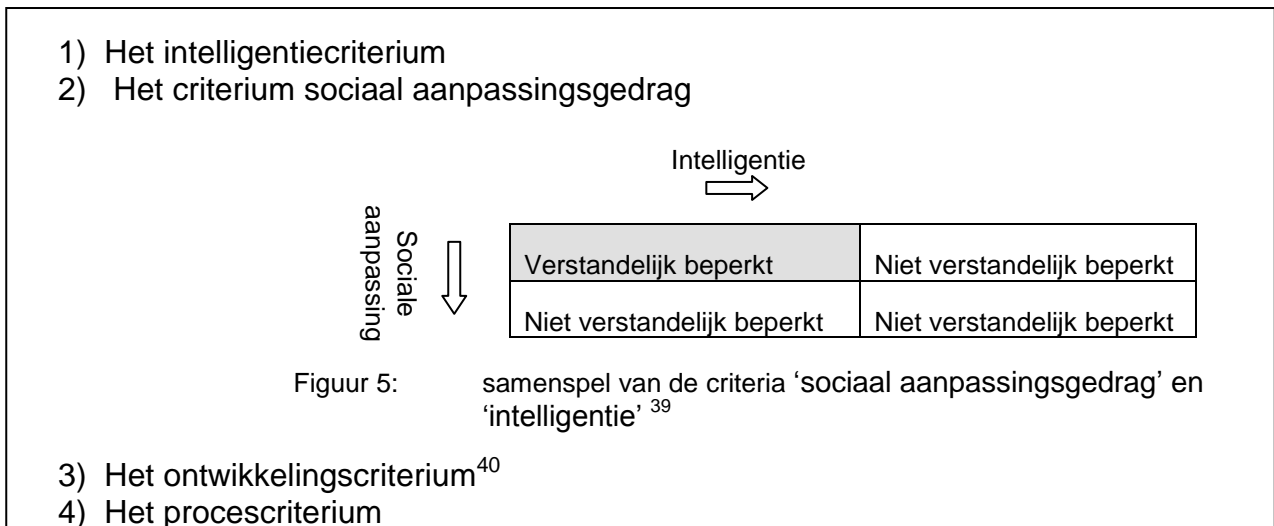 1) Het intelligentiecriterium
2) Het criterium sociaal aanpassingsgedrag
Intelligentie
Sociale
aanpassing
Verstandelijk beperkt Niet verstandelijk beperkt
Niet verstandelijk beperkt Niet verstandelijk beperkt
Figuur 5: samenspel van de criteria ‘sociaal aanpassingsgedrag’ en
‘intelligentie’ 39
3) Het ontwikkelingscriterium40
4) Het procescriterium